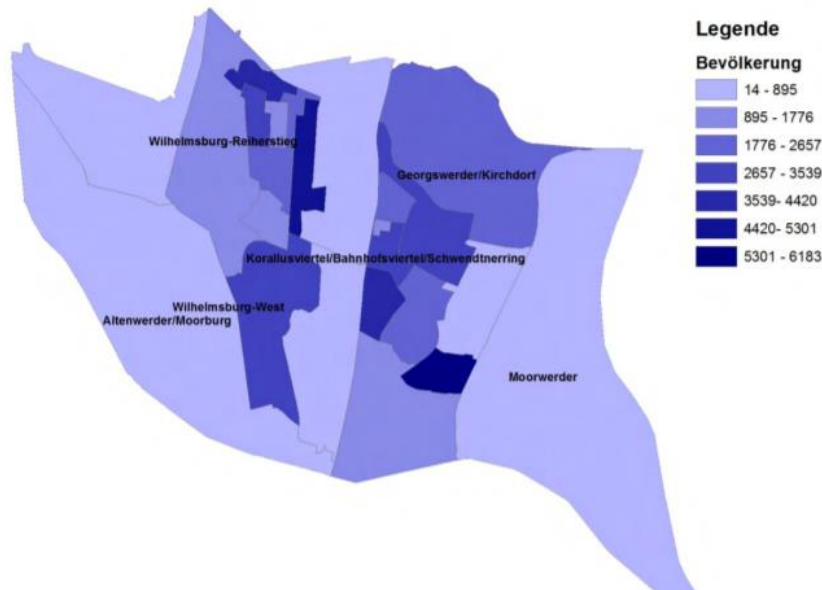 Legende
Bevölkerung
14 - 895
895 - 1776
1776 - 2657
2657 - 3539
3539- 4420
4420- 5301
5301 - 6183
Wilhelmsburg-Reiherstieg
Georgswerder/Kirchdorf
Korallusviertel/Bahnhofsviertel/Schwendtnerring
Wilhelmsburg-West
Altenwerder/Moorburg
Moorwerder